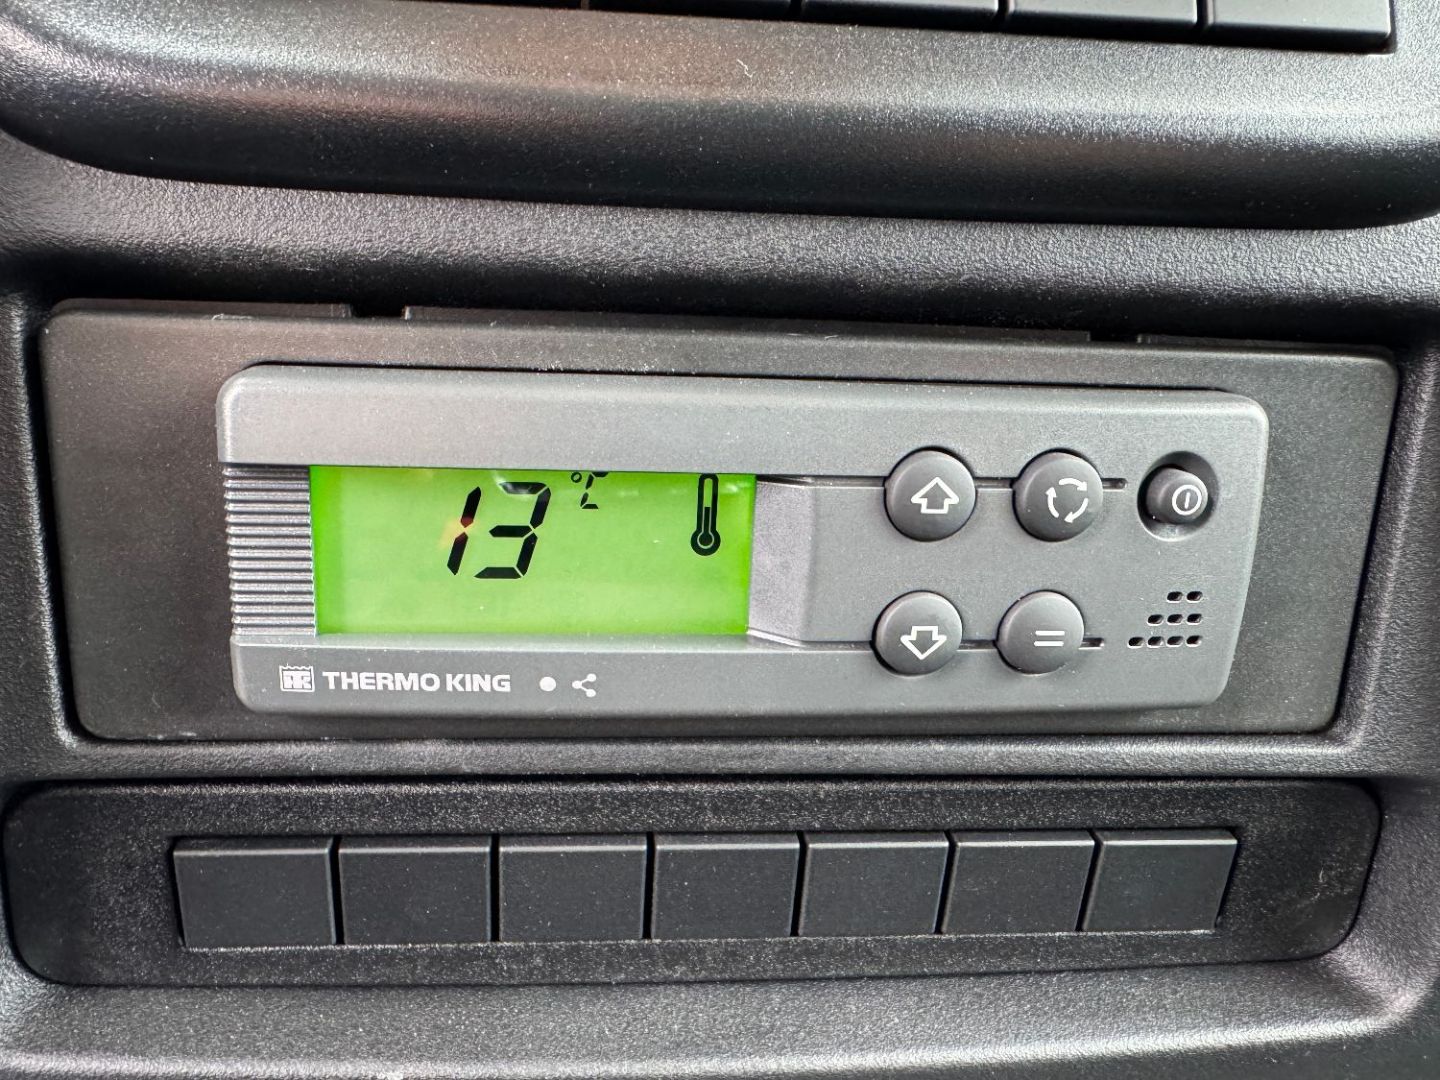 13 °C
THERMO KING